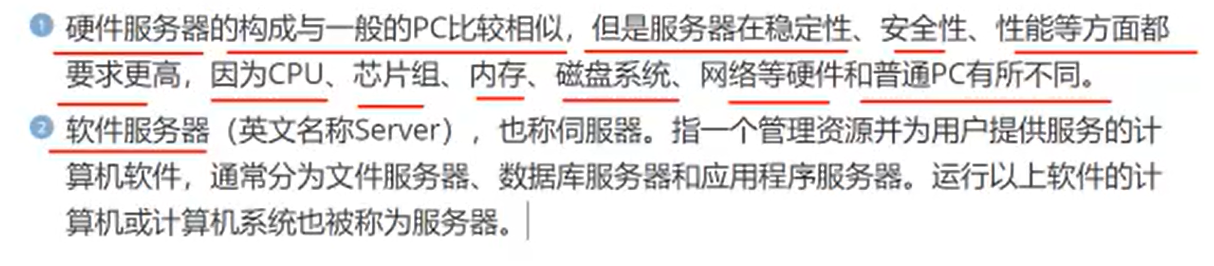 1 硬件服务器的构成与一般的PC比较相似，但是服务器在稳定性、安全性、性能等方面都
要求更高，因为CPU、芯片组、内存、磁盘系统、网络等硬件和普通PC有所不同。
2 软件服务器（英文名称Server），也称伺服器。指一个管理资源并为用户提供服务的计
算机软件，通常分为文件服务器、数据库服务器和应用程序服务器。运行以上软件的计
算机或计算机系统也被称为服务器。